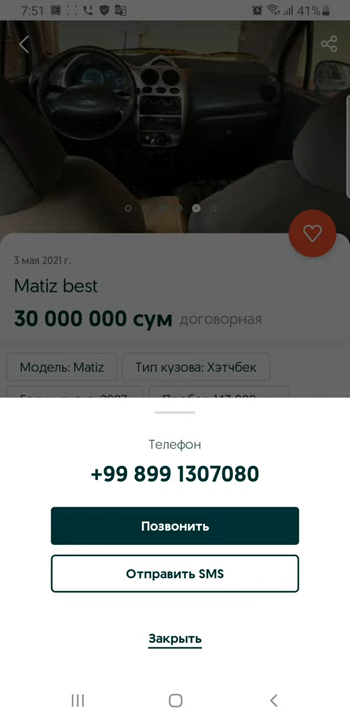 7:51
41%
3 мая 2021 г.
Matiz best
30 000 000 сум договорная
Модель: Matiz
Тип кузова: Хэтчбек
Телефон
+99 899 1307080
Позвонить
Отправить SMS
Закрыть